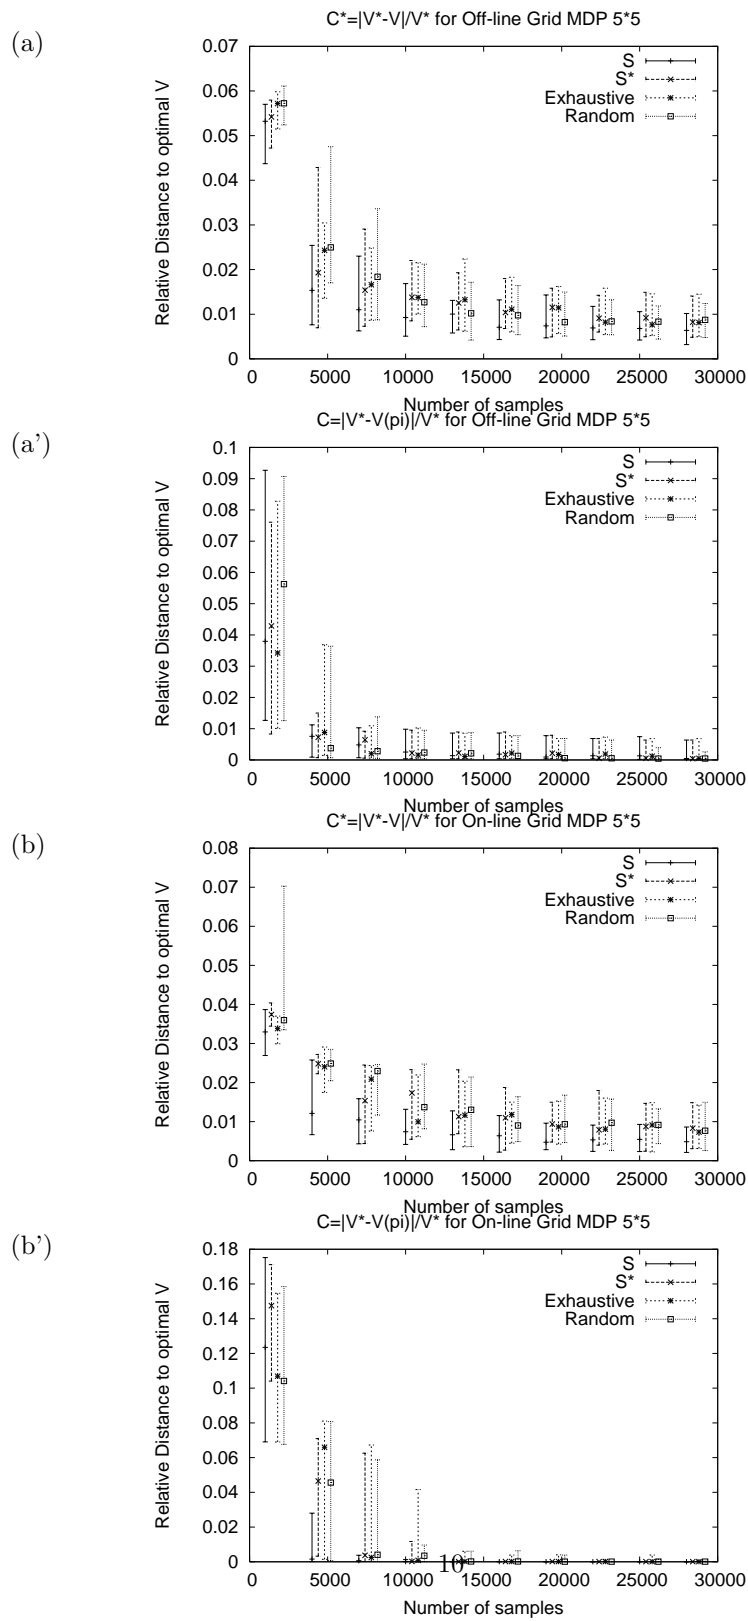 C*=|V*-V|/V* for Off-line Grid MDP 5*5
(a)
Relative Distance to optimal V
0.07
0.06
0.05
0.04
0.03
0.02
0.01
0
S
S*
Exhaustive
Random
0 5000 10000 15000 20000 25000 30000
Number of samples
C=|V*-V(pi)|/V* for Off-line Grid MDP 5*5
(a')
Relative Distance to optimal V
0.1
0.09
0.08
0.07
0.06
0.05
0.04
0.03
0.02
0.01
0
S
S*
Exhaustive
Random
0 5000 10000 15000 20000 25000 30000
Number of samples
C*=|V*-V|/V* for On-line Grid MDP 5*5
(b)
Relative Distance to optimal V
0.08
0.07
0.06
0.05
0.04
0.03
0.02
0.01
0
S
S*
Exhaustive
Random
0 5000 10000 15000 20000 25000 30000
Number of samples
C=|V*-V(pi)|/V* for On-line Grid MDP 5*5
(b')
Relative Distance to optimal V
0.18
0.16
0.14
0.12
0.1
0.08
0.06
0.04
0.02
0
S
S*
Exhaustive
Random
10
0 5000 10000 15000 20000 25000 30000
Number of samples